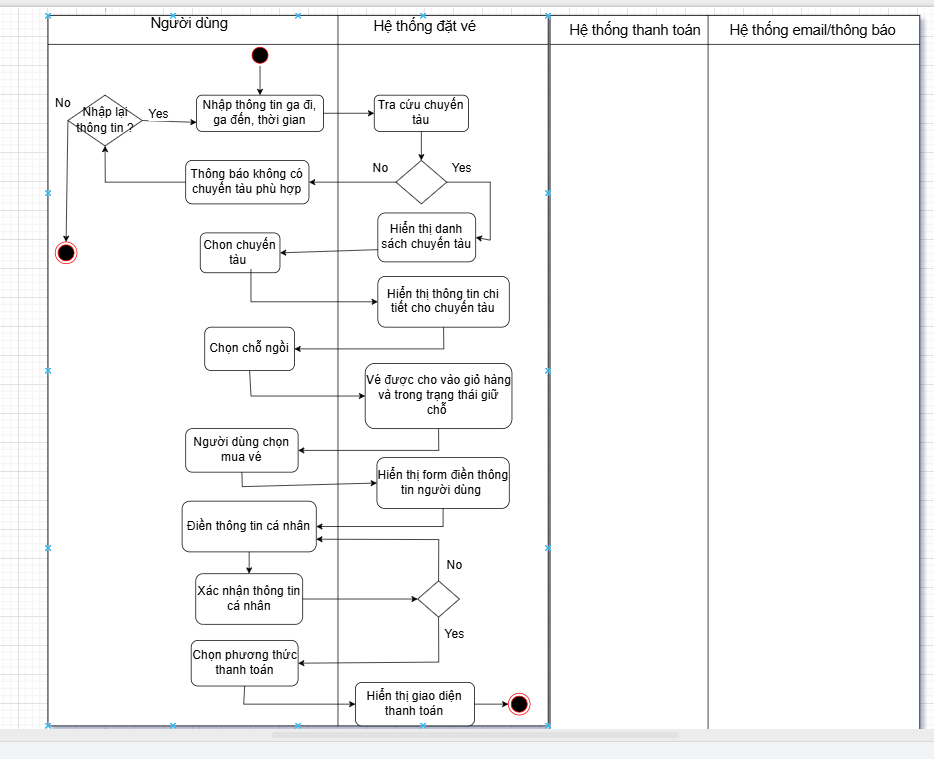 Người dùng
Hệ thống đặt vé
Hệ thống thanh toán
Hệ thống email/thông báo
No
Nhập lại
thông tin ?
Yes
Nhập thông tin ga đi,
ga đến, thời gian
Tra cứu chuyến
tàu
Thông báo không có
chuyến tàu phù hợp
No
Yes
Hiển thị danh
sách chuyến tàu
Chon chuyến
tàu
Hiển thị thông tin chi
tiết cho chuyến tàu
Chọn chỗ ngồi
Vé được cho vào giỏ hàng
và trong trạng thái giữ
chỗ
Người dùng chọn
mua vé
Hiển thị form điền thông
tin người dùng
Điền thông tin cá nhân
No
Xác nhận thông tin
cá nhân
Yes
Chọn phương thức
thanh toán
Hiển thị giao diện
thanh toán